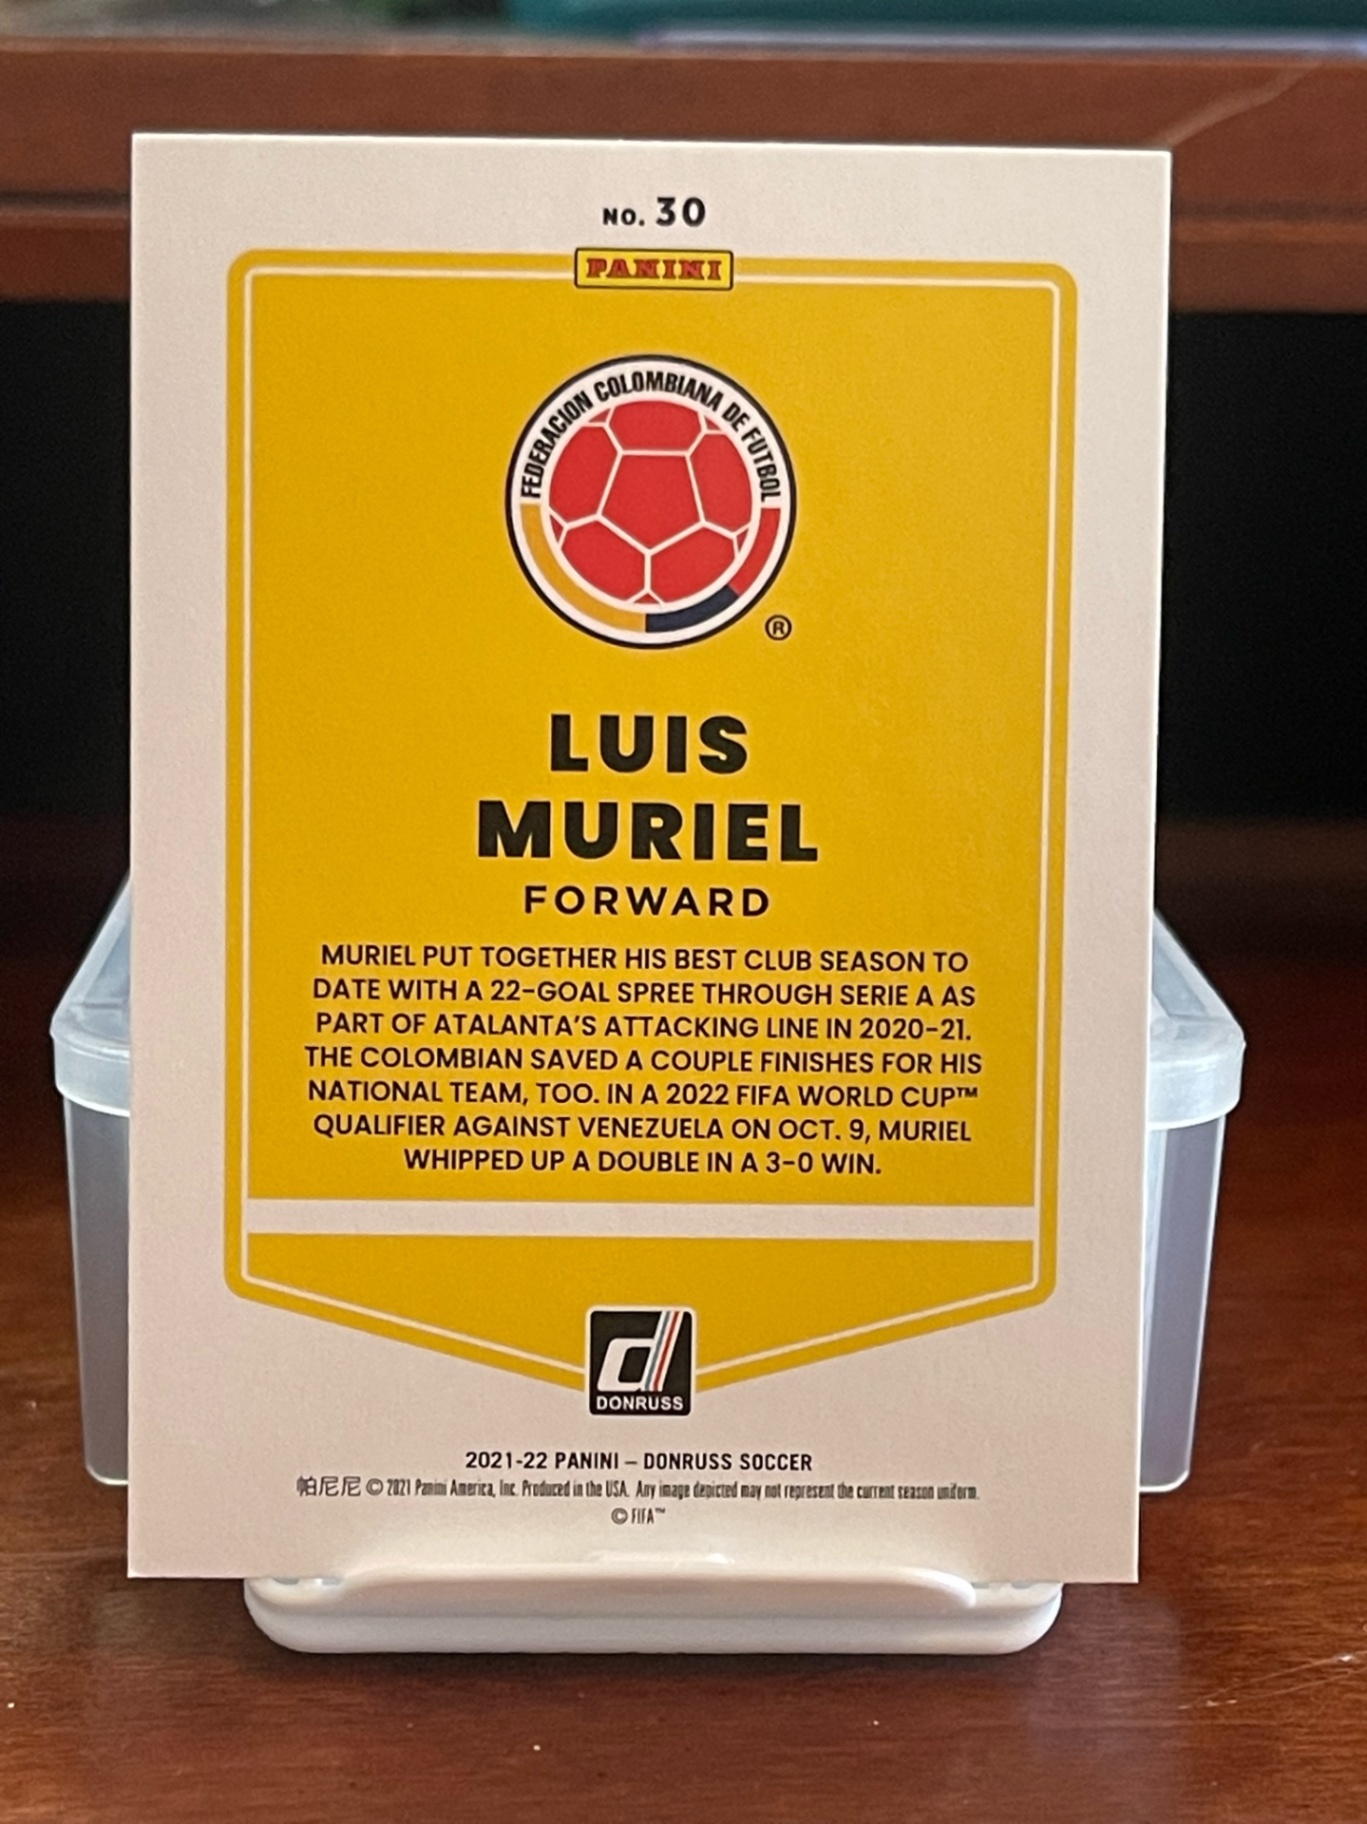 NO. 30
PANINI
FEDERACION COLOMBIANA DE FUTBOL
®
LUIS
MURIEL
FORWARD
MURIEL PUT TOGETHER HIS BEST CLUB SEASON TO
DATE WITH A 22-GOAL SPREE THROUGH SERIE A AS
PART OF ATALANTA'S ATTACKING LINE IN 2020-21.
THE COLOMBIAN SAVED A COUPLE FINISHES FOR HIS
NATIONAL TEAM, TOO. IN A 2022 FIFA WORLD CUP™
QUALIFIER AGAINST VENEZUELA ON OCT. 9, MURIEL
WHIPPED UP A DOUBLE IN A 3-0 WIN.
d
DONRUSS
2021-22 PANINI – DONRUSS SOCCER
帕尼尼 © 2021 Panini America, Inc. Produced in the USA. Any image depicted may not represent the current season uniform.
© FIFA™